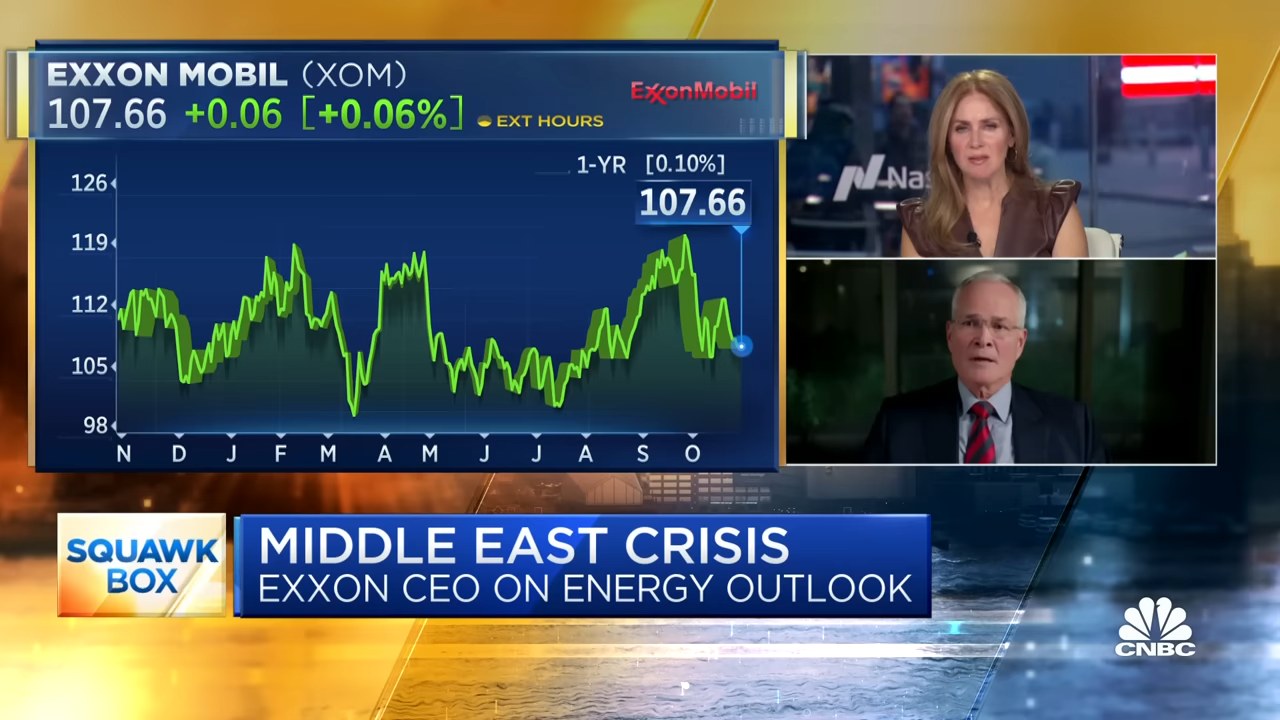 EXXON MOBIL (XOM)
107.66 +0.06 [+0.06%] EXT HOURS
ExxonMobil
1-YR [0.10%]
107.66
126
119
112
105
98
N D J F M A M J J A S O
Nas
SQUAWK
BOX
MIDDLE EAST CRISIS
EXXON CEO ON ENERGY OUTLOOK
CNBC